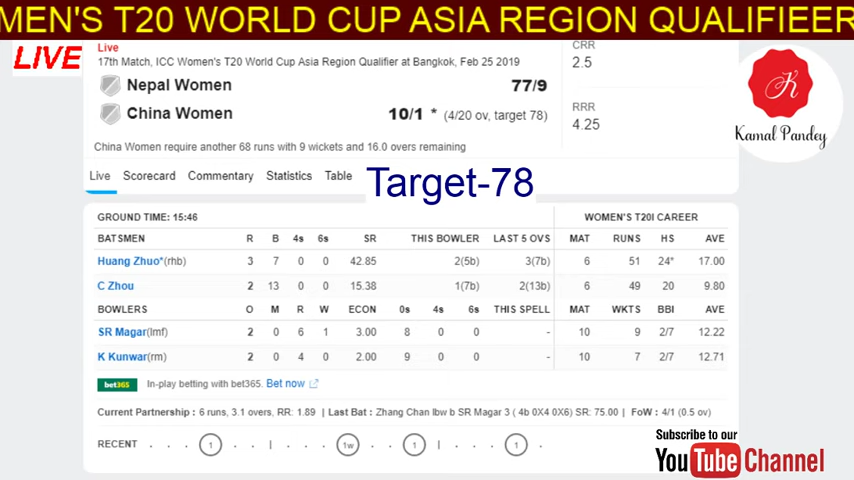 MEN'S T20 WORLD CUP ASIA REGION QUALIFIEER
LIVE
Live
17th Match, ICC Women's T20 World Cup Asia Region Qualifier at Bangkok, Feb 25 2019
Nepal Women 77/9
China Women 10/1 * (4/20 ov, target 78)
China Women require another 68 runs with 9 wickets and 16.0 overs remaining
CRR
2.5
RRR
4.25
K
Kamal Pandey
Live Scorecard Commentary Statistics Table
Target-78
GROUND TIME: 15:46 WOMEN'S T20I CAREER
BATSMEN R B 4s 6s SR THIS BOWLER LAST 5 OVS MAT RUNS HS AVE
Huang Zhuo*(rhb) 3 7 0 0 42.85 2(5b) 3(7b) 6 51 24* 17.00
C Zhou 2 13 0 0 15.38 1(7b) 2(13b) 6 49 20 9.80
BOWLERS O M R W ECON 0s 4s 6s THIS SPELL MAT WKTS BBI AVE
SR Magar(lmf) 2 0 6 1 3.00 8 0 0 - 10 9 2/7 12.22
K Kunwar(rm) 2 0 4 0 2.00 9 0 0 - 10 7 2/7 12.71
bet365 In-play betting with bet365. Bet now
Current Partnership : 6 runs, 3.1 overs, RR: 1.89 | Last Bat : Zhang Chan lbw b SR Magar 3 ( 4b 0X4 0X6) SR: 75.00 | FoW : 4/1 (0.5 ov)
RECENT . . . 1 . . | . . . 1w . . 1 | . . . 1 .
Subscribe to our
YouTube Channel